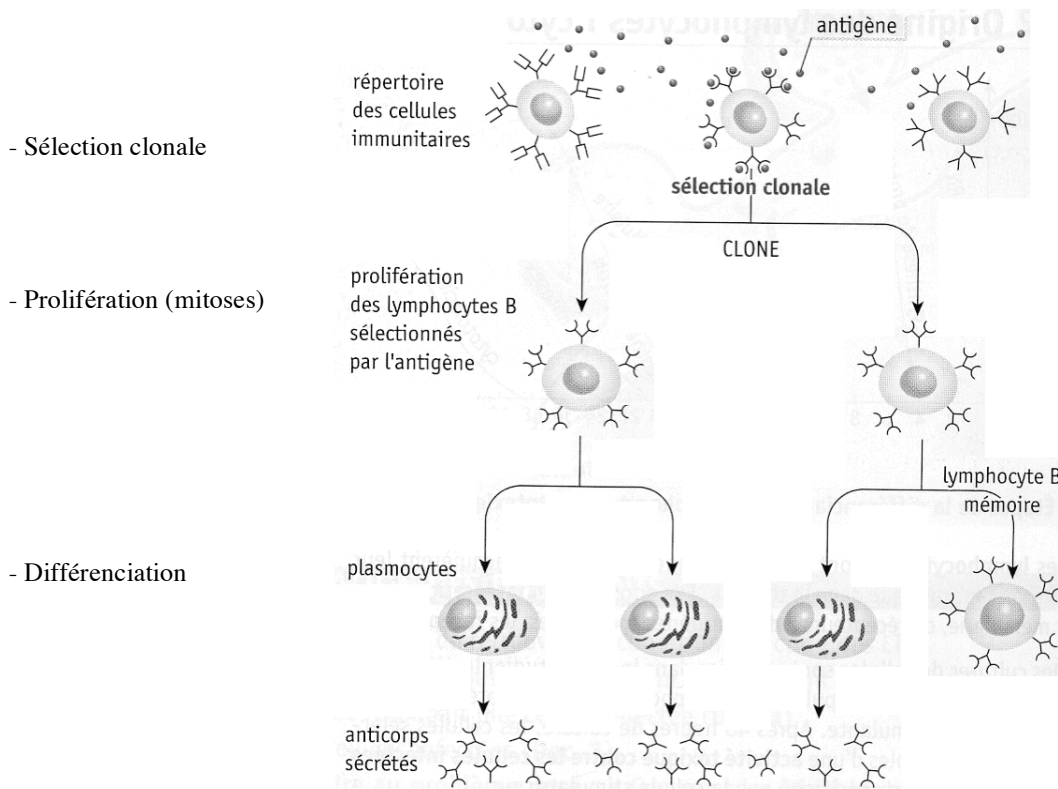 antigène
répertoire
des cellules
immunitaires
- Sélection clonale
sélection clonale
CLONE
- Prolifération (mitoses)
prolifération
des lymphocytes B
sélectionnés
par l'antigène
lymphocyte B
mémoire
- Différenciation
plasmocytes
anticorps
sécrétés